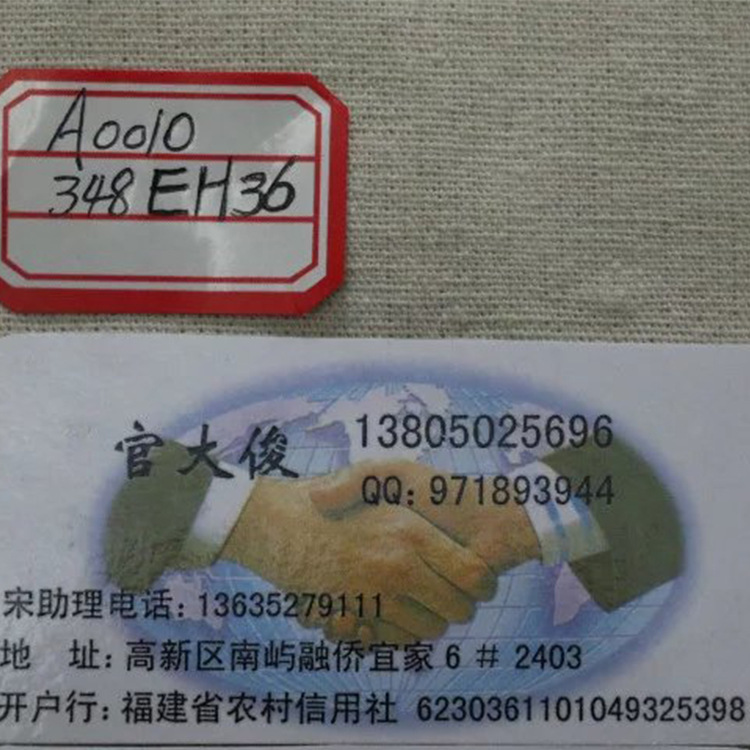 A0010
348EH36
官大俊 13805025696
QQ: 971893944
宋助理电话: 13635279111
地 址: 高新区南屿融侨宜家 6 # 2403
开户行: 福建省农村信用社 6230361101049325398